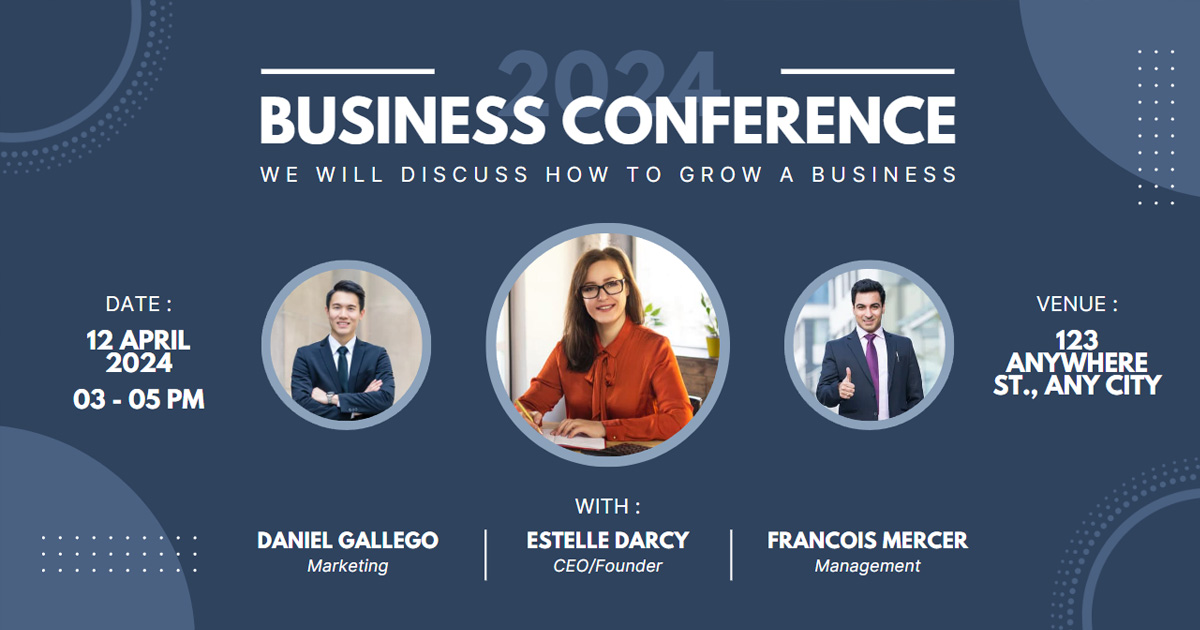 2024
BUSINESS CONFERENCE
WE WILL DISCUSS HOW TO GROW A BUSINESS
DATE :
12 APRIL
2024
03 - 05 PM
VENUE :
123
ANYWHERE
ST., ANY CITY
WITH :
DANIEL GALLEGO
Marketing
ESTELLE DARCY
CEO/Founder
FRANCOIS MERCER
Management